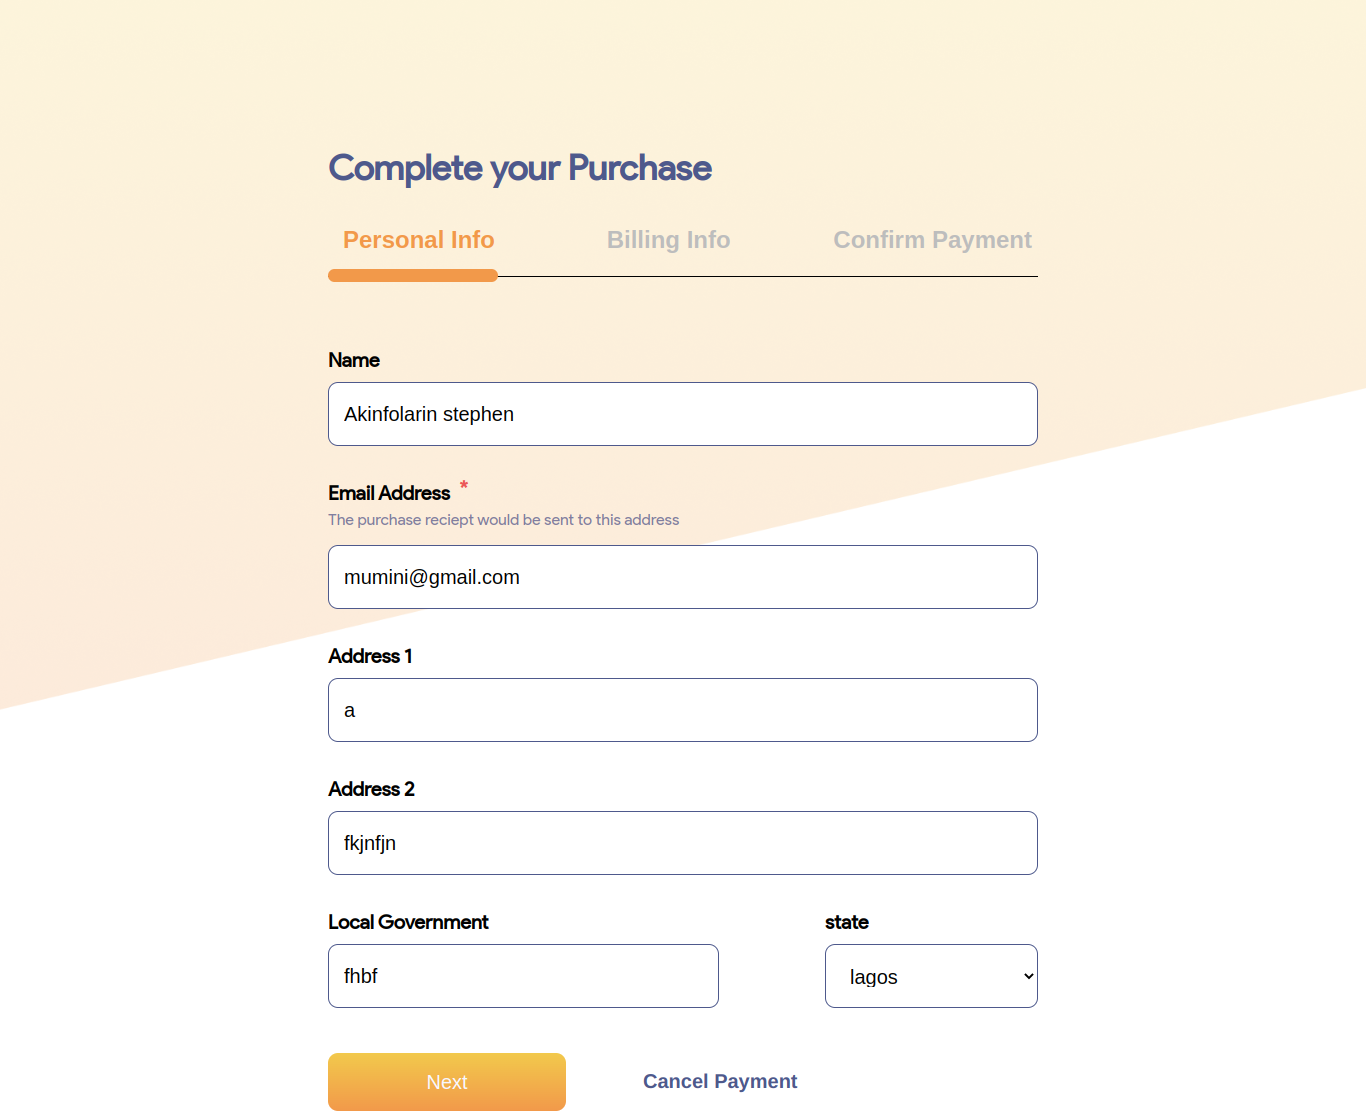 Complete your Purchase
Personal Info Billing Info Confirm Payment
Name
Akinfolarin stephen
Email Address *
The purchase reciept would be sent to this address
mumini@gmail.com
Address 1
a
Address 2
fkjnfjn
Local Government state
fhbf lagos
Next Cancel Payment